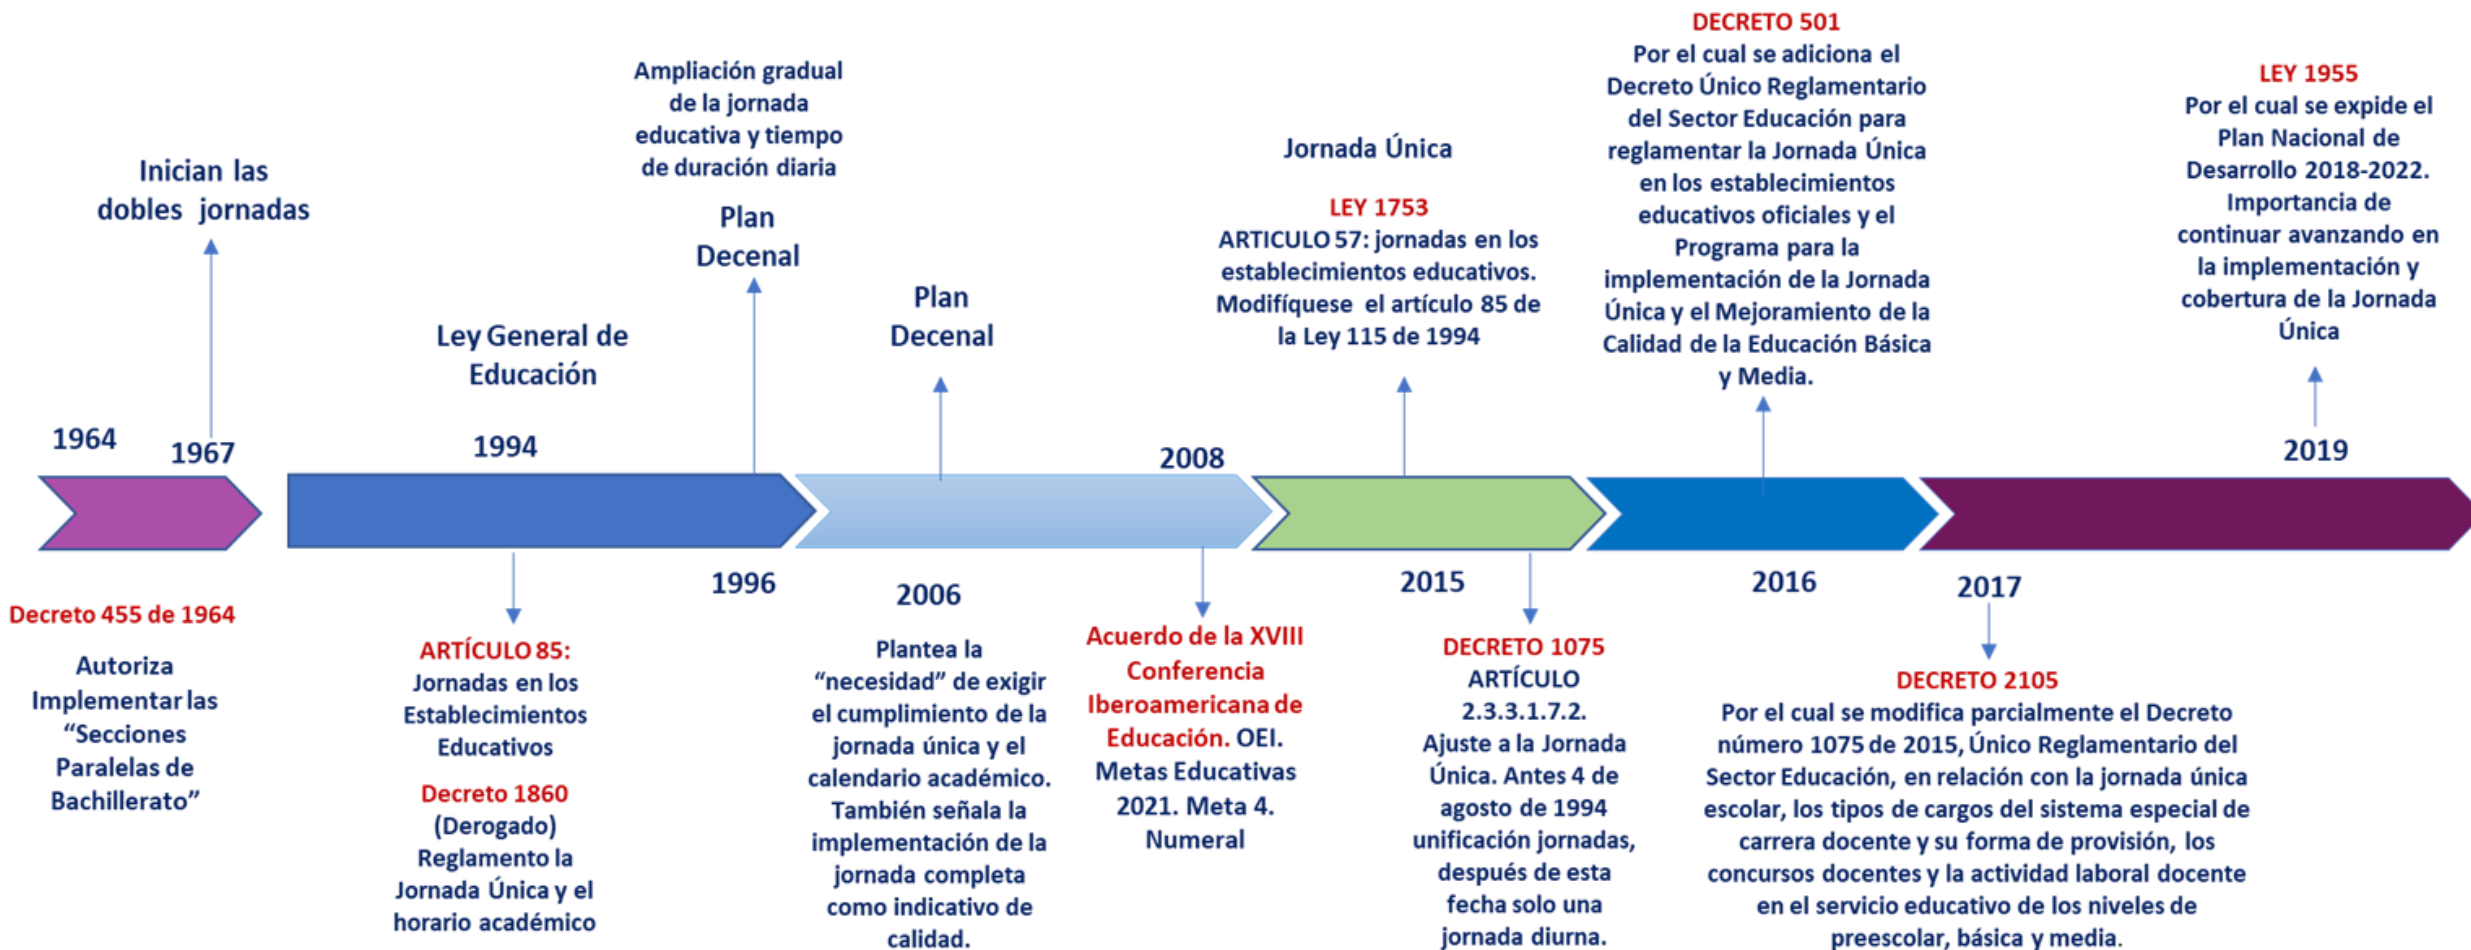 1964
Decreto 455 de 1964
Autoriza
Implementar las
“Secciones
Paralelas de
Bachillerato”
Inician las
dobles jornadas
1967
Ley General de
Educación
1994
ARTÍCULO 85:
Jornadas en los
Establecimientos
Educativos
Decreto 1860
(Derogado)
Reglamento la
Jornada Única y el
horario académico
Ampliación gradual
de la jornada
educativa y tiempo
de duración diaria
Plan
Decenal
1996
Plan
Decenal
2006
Plantea la
“necesidad” de exigir
el cumplimiento de la
jornada única y el
calendario académico.
También señala la
implementación de la
jornada completa
como indicativo de
calidad.
2008
Acuerdo de la XVIII
Conferencia
Iberoamericana de
Educación. OEI.
Metas Educativas
2021. Meta 4.
Numeral
Jornada Única
LEY 1753
ARTICULO 57: jornadas en los
establecimientos educativos.
Modifíquese el artículo 85 de
la Ley 115 de 1994
2015
DECRETO 1075
ARTÍCULO
2.3.3.1.7.2.
Ajuste a la Jornada
Única. Antes 4 de
agosto de 1994
unificación jornadas,
después de esta
fecha solo una
jornada diurna.
DECRETO 501
Por el cual se adiciona el
Decreto Único Reglamentario
del Sector Educación para
reglamentar la Jornada Única
en los establecimientos
educativos oficiales y el
Programa para la
implementación de la Jornada
Única y el Mejoramiento de la
Calidad de la Educación Básica
y Media.
2016
2017
DECRETO 2105
Por el cual se modifica parcialmente el Decreto
número 1075 de 2015, Único Reglamentario del
Sector Educación, en relación con la jornada única
escolar, los tipos de cargos del sistema especial de
carrera docente y su forma de provisión, los
concursos docentes y la actividad laboral docente
en el servicio educativo de los niveles de
preescolar, básica y media.
LEY 1955
Por el cual se expide el
Plan Nacional de
Desarrollo 2018-2022.
Importancia de
continuar avanzando en
la implementación y
cobertura de la Jornada
Única
2019